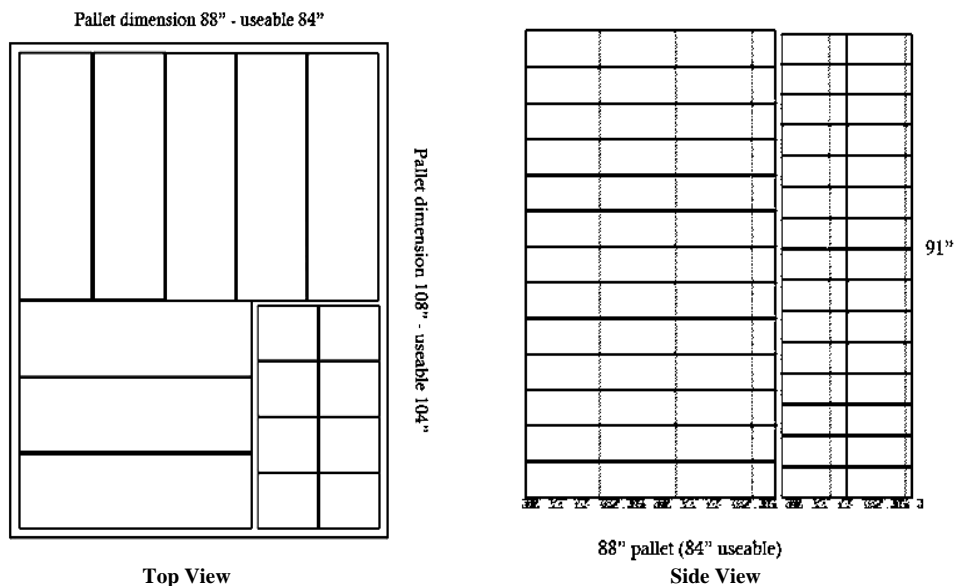 Pallet dimension 88” - useable 84”
Pallet dimension 108” - useable 104”
91”
88” pallet (84” useable)
Top View
Side View